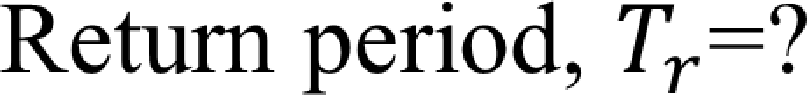 Return period, Tᵣ=?